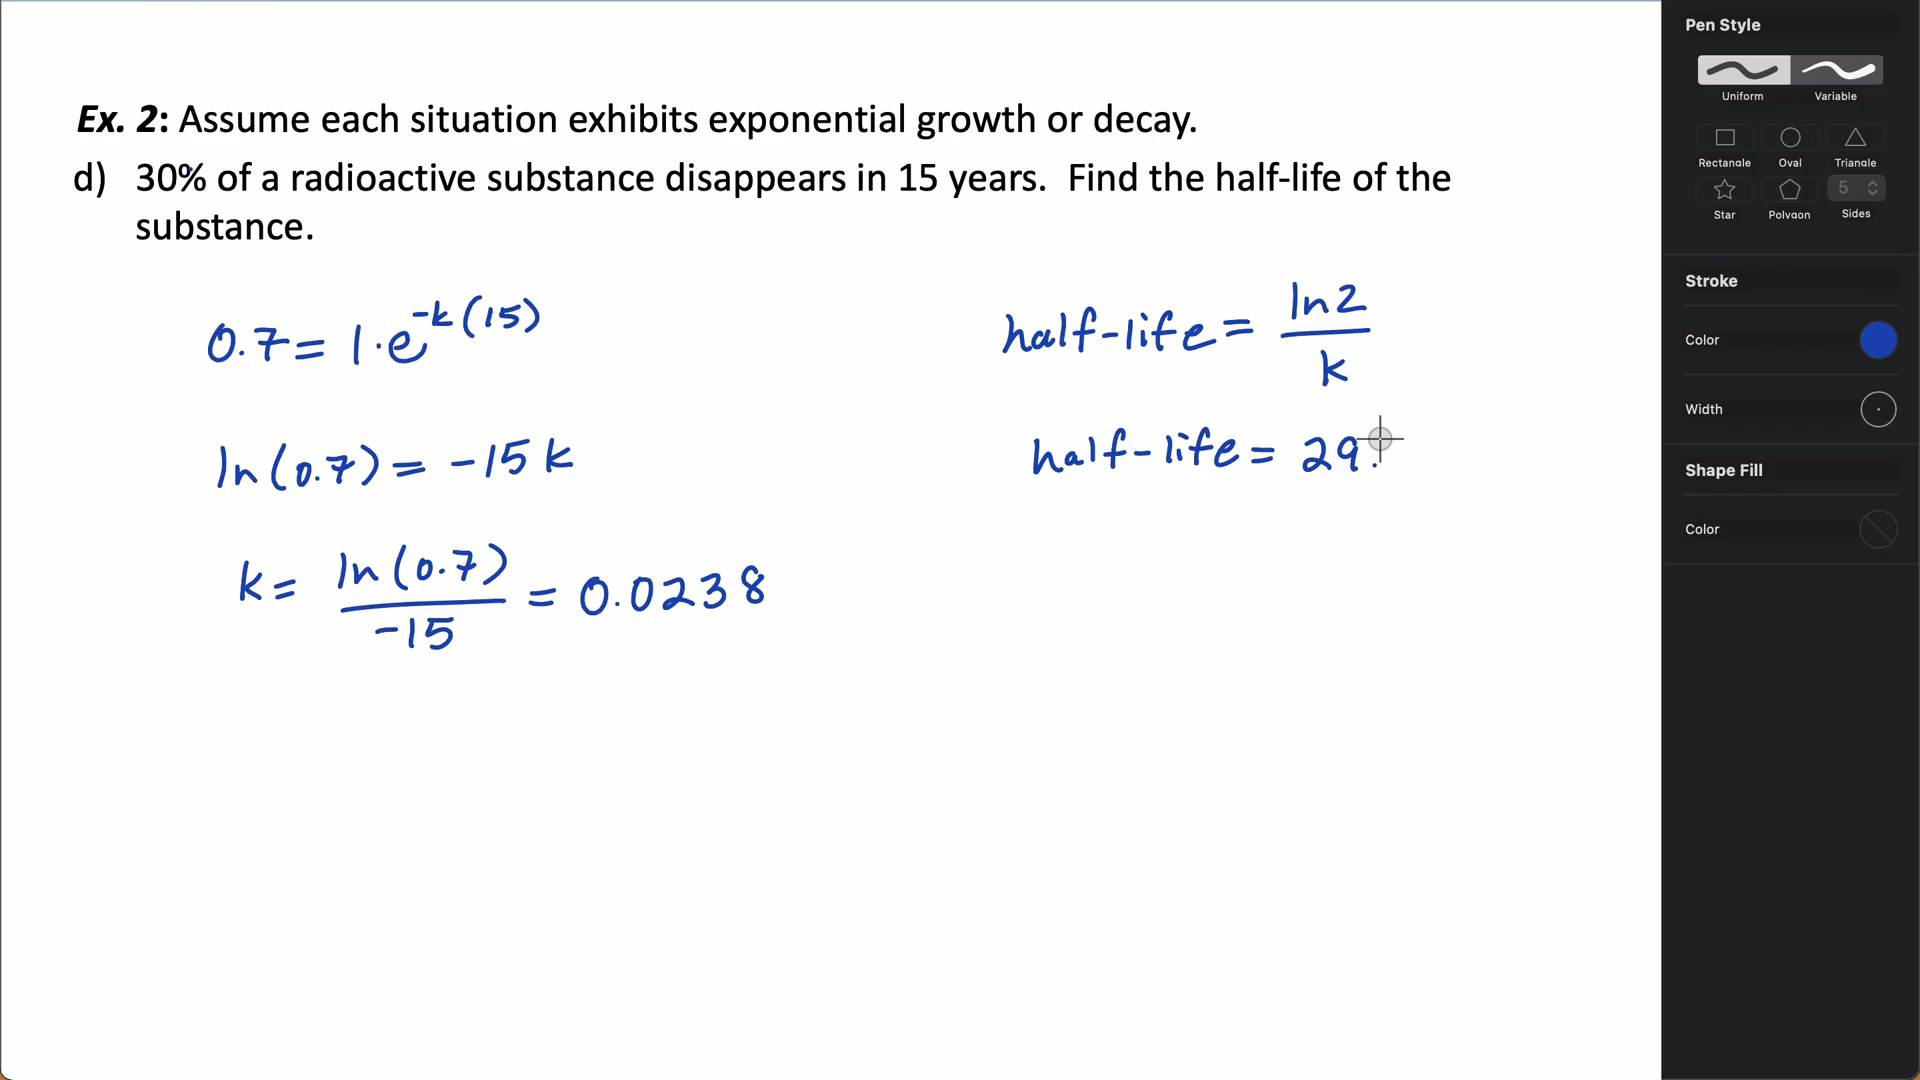 Ex. 2: Assume each situation exhibits exponential growth or decay.
d) 30% of a radioactive substance disappears in 15 years. Find the half-life of the
substance.
0.7 = 1·e^-k(15)
ln(0.7) = -15k
k = ln(0.7)/-15 = 0.0238
half-life = ln2/k
half-life = 29.
Pen Style
Uniform Variable
Rectangle Oval Triangle
5
Star Polygon Sides
Stroke
Color
Width
Shape Fill
Color